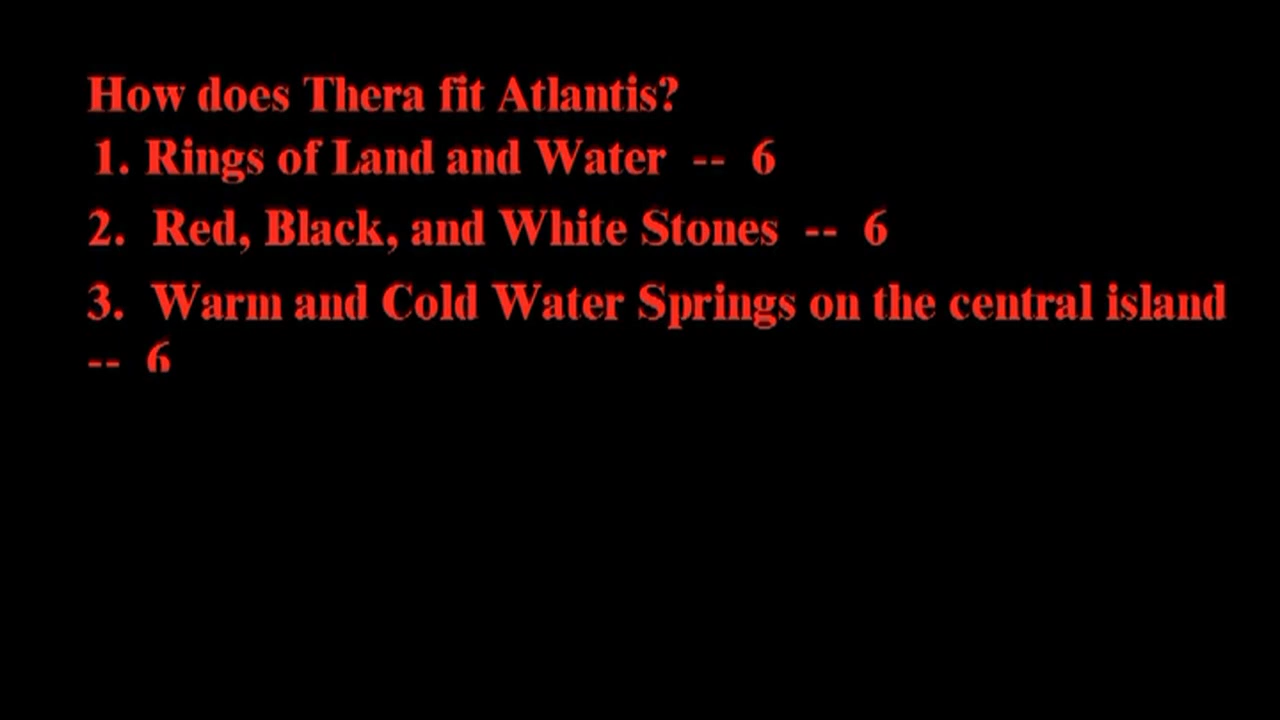 How does Thera fit Atlantis?
1. Rings of Land and Water -- 6
2. Red, Black, and White Stones -- 6
3. Warm and Cold Water Springs on the central island
-- 6